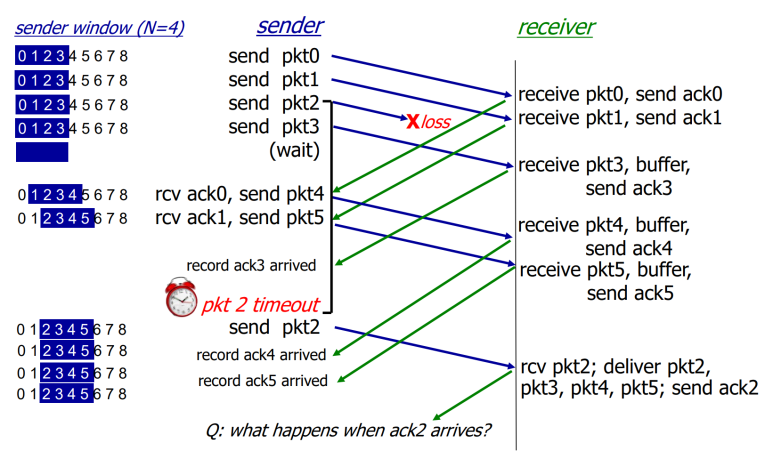 sender window (N=4)
sender
receiver
0 1 2 3 4 5 6 7 8
send pkt0
0 1 2 3 4 5 6 7 8
send pkt1
receive pkt0, send ack0
0 1 2 3 4 5 6 7 8
send pkt2
X loss
receive pkt1, send ack1
0 1 2 3 4 5 6 7 8
send pkt3
(wait)
receive pkt3, buffer,
send ack3
0 1 2 3 4 5 6 7 8
rcv ack0, send pkt4
0 1 2 3 4 5 6 7 8
rcv ack1, send pkt5
receive pkt4, buffer,
send ack4
record ack3 arrived
receive pkt5, buffer,
send ack5
pkt 2 timeout
0 1 2 3 4 5 6 7 8
send pkt2
0 1 2 3 4 5 6 7 8
record ack4 arrived
0 1 2 3 4 5 6 7 8
record ack5 arrived
0 1 2 3 4 5 6 7 8
rcv pkt2; deliver pkt2,
pkt3, pkt4, pkt5; send ack2
Q: what happens when ack2 arrives?